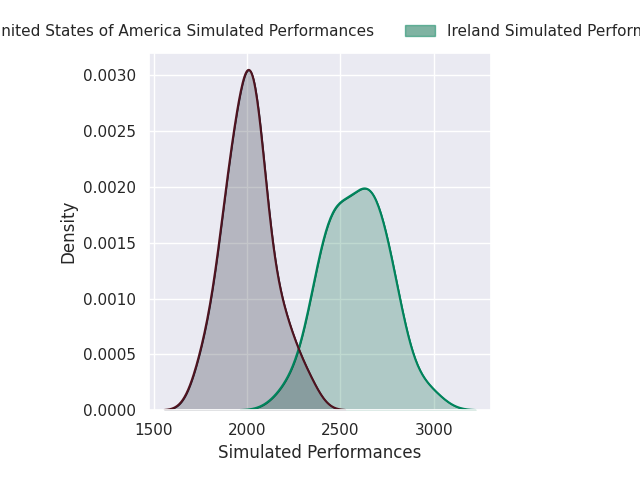 nited States of America Simulated Performances Ireland Simulated Perforn
0.0030
0.0025
0.0020
0.0015
0.0010
0.0005
0.0000
Density
1500 2000 2500 3000
Simulated Performances